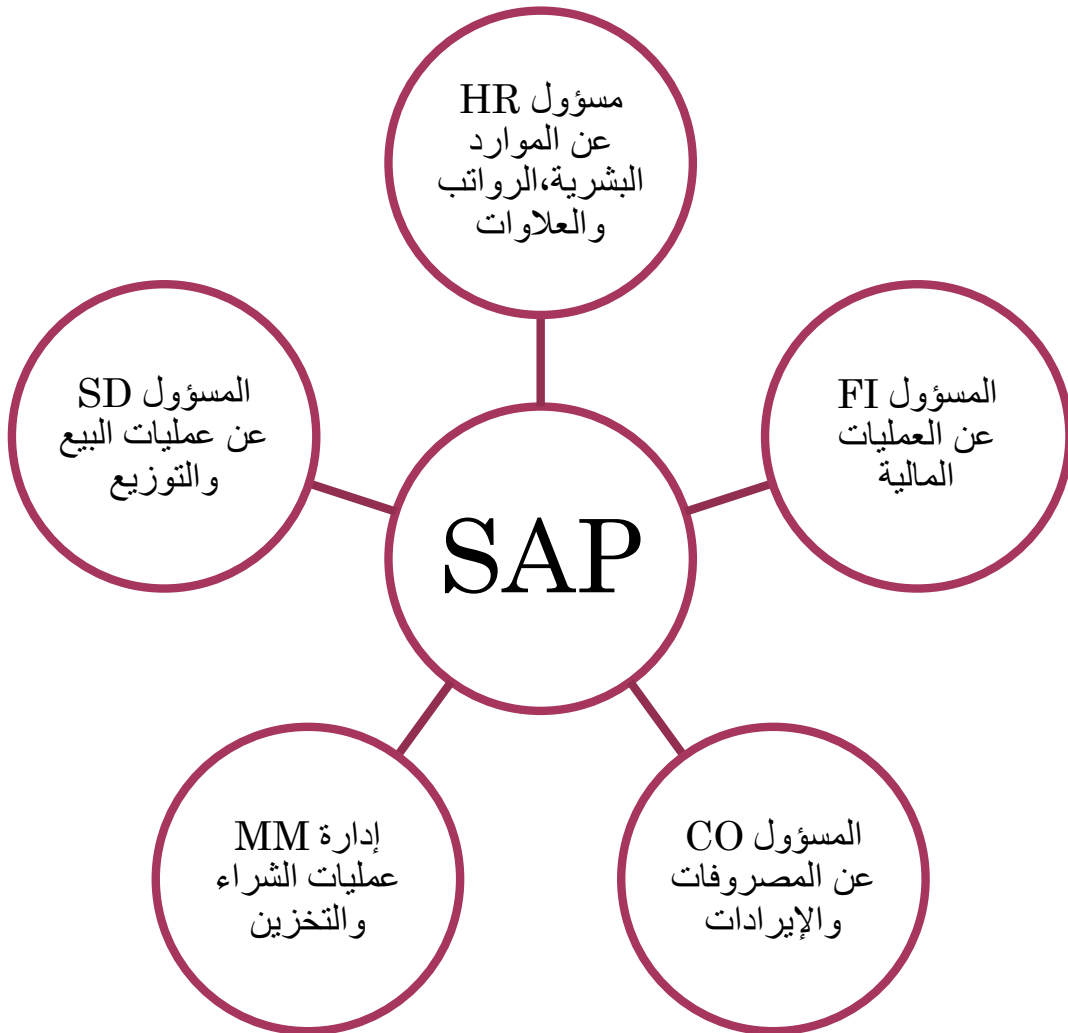 مسؤول HR
عن الموارد
البشرية،الرواتب
والعلاوات
المسؤول FI
عن العمليات
المالية
المسؤول CO
عن المصروفات
والإيرادات
إدارة MM
عمليات الشراء
والتخزين
المسؤول SD
عن عمليات البيع
والتوزيع
SAP